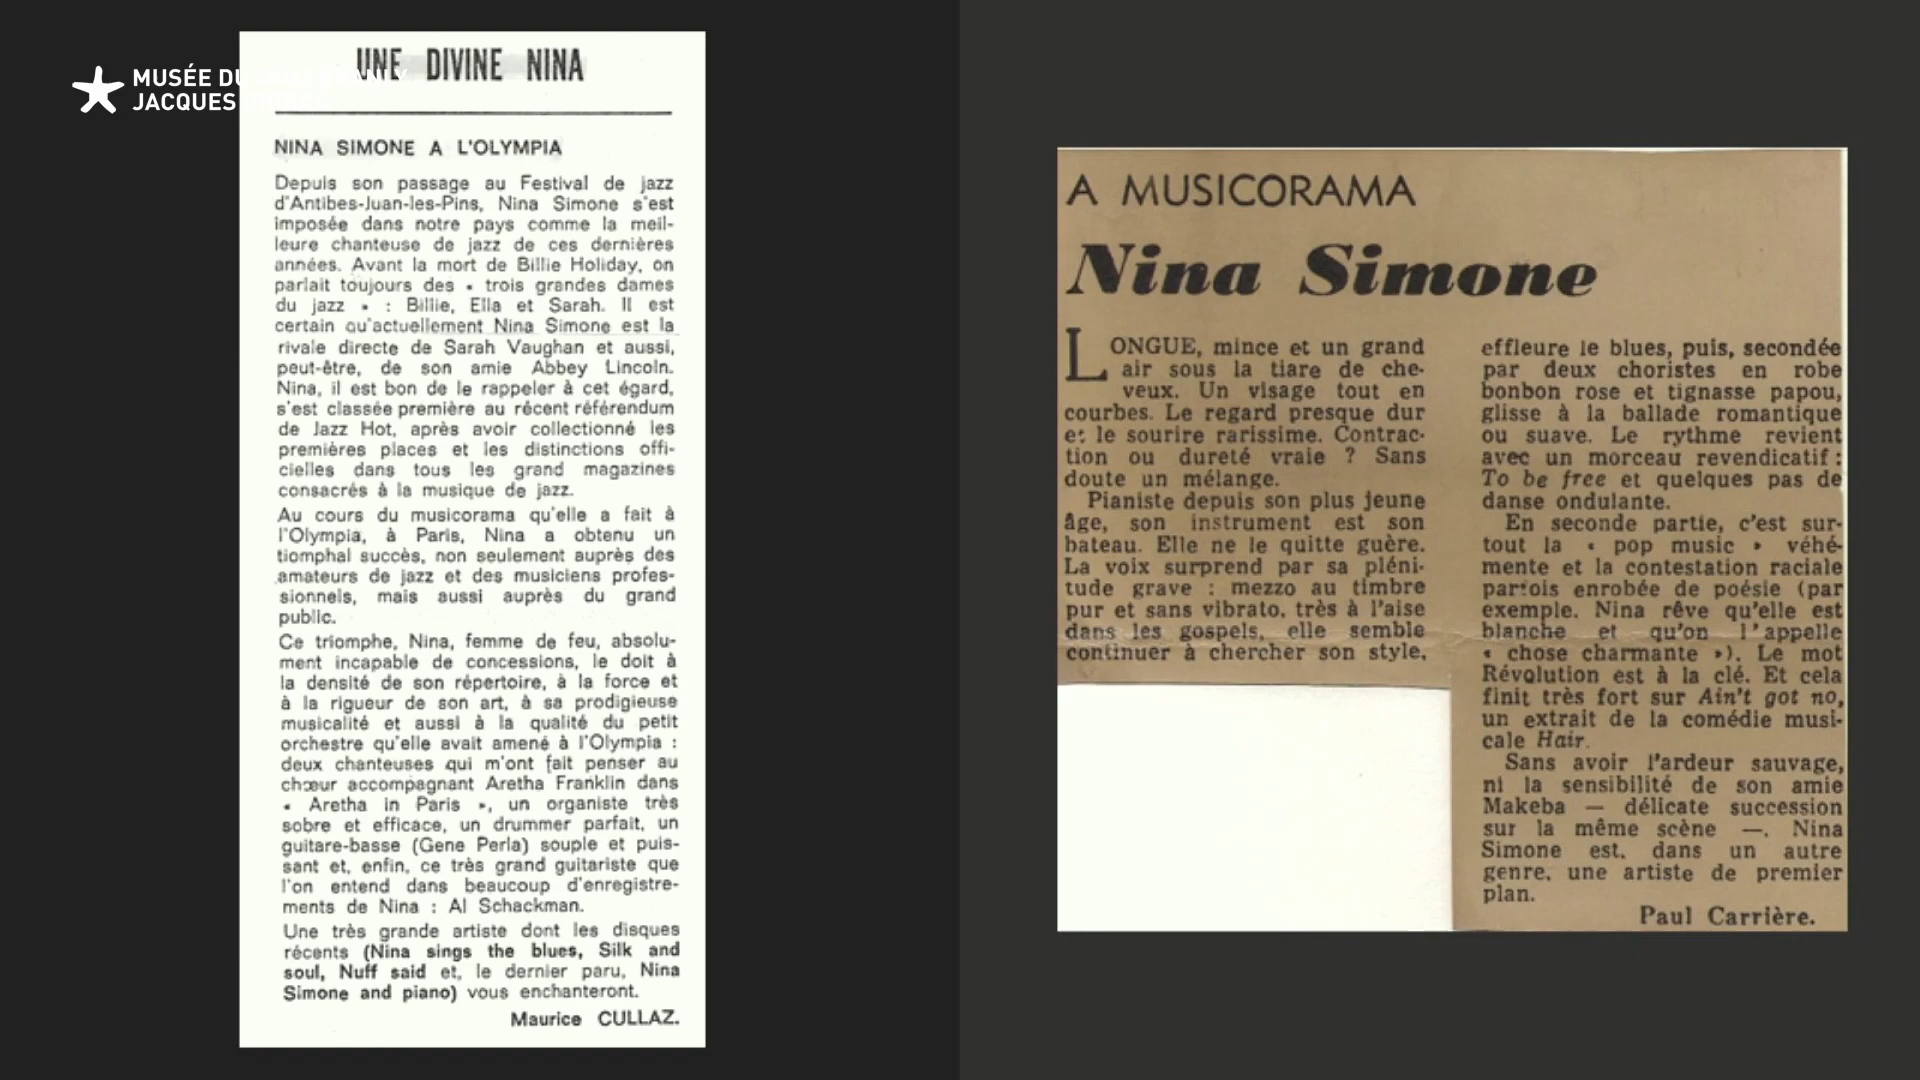 MUSÉE DU
JACQUES
UNE DIVINE NINA
NINA SIMONE A L'OLYMPIA
Depuis son passage au Festival de jazz
d'Antibes-Juan-les-Pins, Nina Simone s'est
imposée dans notre pays comme la meil-
leure chanteuse de jazz de ces dernières
années. Avant la mort de Billie Holiday, on
parlait toujours des « trois grandes dames
du jazz » : Billie, Ella et Sarah. Il est
certain qu'actuellement Nina Simone est la
rivale directe de Sarah Vaughan et aussi,
peut-être, de son amie Abbey Lincoln.
Nina, il est bon de le rappeler à cet égard,
s'est classée première au récent référendum
de Jazz Hot, après avoir collectionné les
premières places et les distinctions offi-
cielles dans tous les grand magazines
consacrés à la musique de jazz.
Au cours du musicorama qu'elle a fait à
l'Olympia, à Paris, Nina a obtenu un
tiomphal succès, non seulement auprès des
amateurs de jazz et des musiciens profes-
sionnels, mais aussi auprès du grand
public.
Ce triomphe, Nina, femme de feu, absolu-
ment incapable de concessions, le doit à
la densité de son répertoire, à la force et
à la rigueur de son art, à sa prodigieuse
musicalité et aussi à la qualité du petit
orchestre qu'elle avait amené à l'Olympia :
deux chanteuses qui m'ont fait penser au
chœur accompagnant Aretha Franklin dans
« Aretha in Paris », un organiste très
sobre et efficace, un drummer parfait, un
guitare-basse (Gene Perla) souple et puis-
sant et, enfin, ce très grand guitariste que
l'on entend dans beaucoup d'enregistre-
ments de Nina : Al Schackman.
Une très grande artiste dont les disques
récents (Nina sings the blues, Silk and
soul, Nuff said et, le dernier paru, Nina
Simone and piano) vous enchanteront.
Maurice CULLAZ.
A MUSICORAMA
Nina Simone
LONGUE, mince et un grand
air sous la tiare de che-
veux. Un visage tout en
courbes. Le regard presque dur
et le sourire rarissime. Contrac-
tion ou dureté vraie ? Sans
doute un mélange.
Pianiste depuis son plus jeune
âge, son instrument est son
bateau. Elle ne le quitte guère.
La voix surprend par sa pléni-
tude grave : mezzo au timbre
pur et sans vibrato, très à l'aise
dans les gospels, elle semble
continuer à chercher son style,
effleure le blues, puis, secondée
par deux choristes en robe
bonbon rose et tignasse papou,
glisse à la ballade romantique
ou suave. Le rythme revient
avec un morceau revendicatif :
To be free et quelques pas de
danse ondulante.
En seconde partie, c'est sur-
tout la « pop music » véhé-
mente et la contestation raciale
parfois enrobée de poésie (par
exemple. Nina rêve qu'elle est
blanche et qu'on l'appelle
« chose charmante »). Le mot
Révolution est à la clé. Et cela
finit très fort sur Ain't got no,
un extrait de la comédie musi-
cale Hair.
Sans avoir l'ardeur sauvage,
ni la sensibilité de son amie
Makeba — délicate succession
sur la même scène —, Nina
Simone est, dans un autre
genre, une artiste de premier
plan.
Paul Carrière.